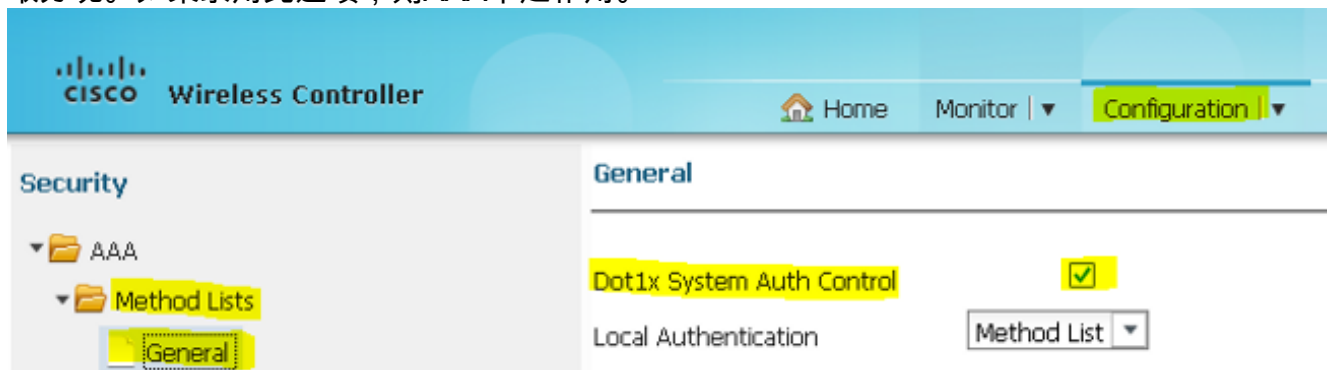 CISCO Wireless Controller
Home Monitor Configuration
Security
General
AAA
Dot1x System Auth Control
Method Lists
Local Authentication Method List
General